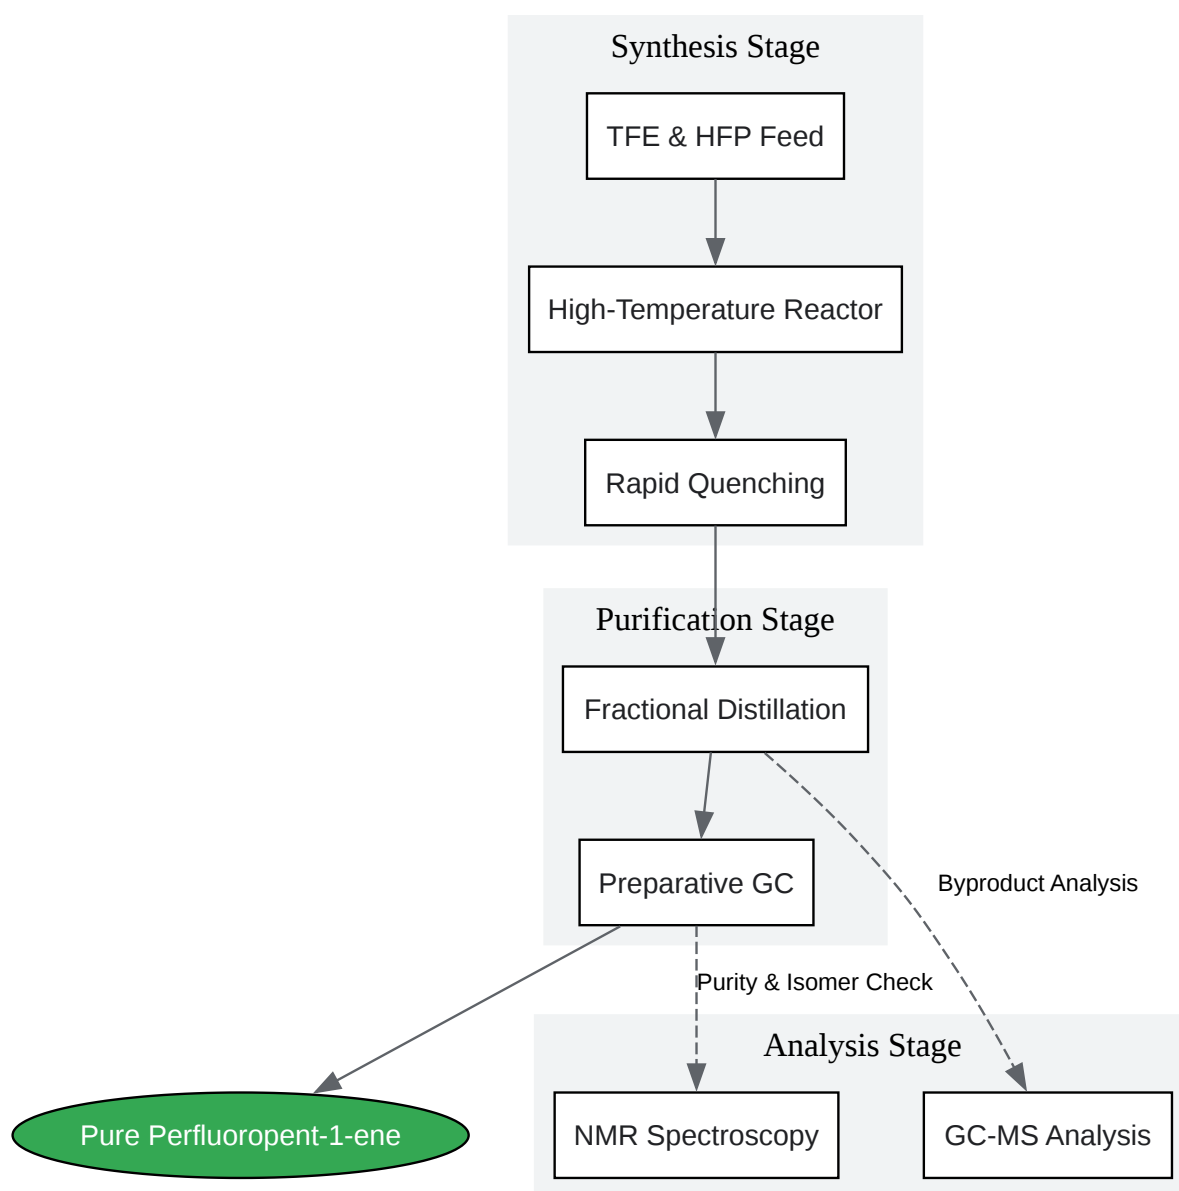 Synthesis Stage
TFE & HFP Feed
High-Temperature Reactor
Rapid Quenching
Purification Stage
Fractional Distillation
Preparative GC
Byproduct Analysis
Purity & Isomer Check
Analysis Stage
Pure Perfluoropent-1-ene
NMR Spectroscopy
GC-MS Analysis